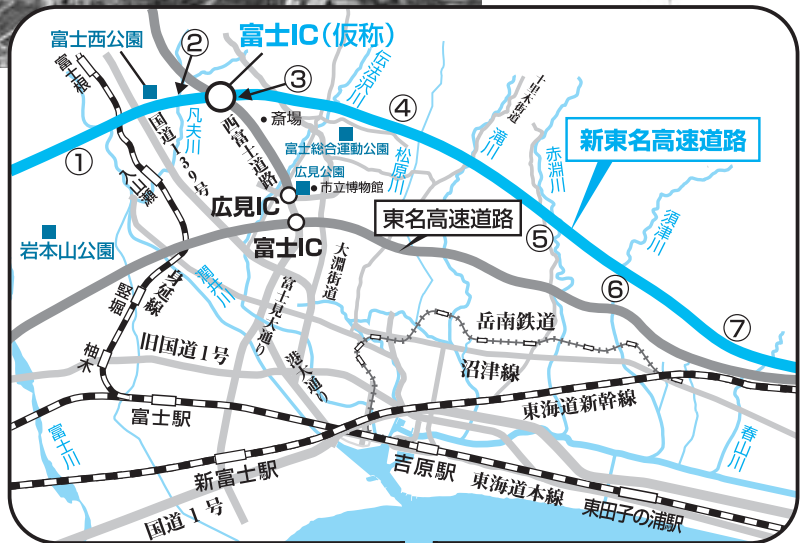 富士西公園
②
富士IC(仮称)
富士根
③
伝法沢川
④
十里木街道
凡夫川
国道139号
西富士道路
斎場
富士総合運動公園
松原川
滝川
赤淵川
新東名高速道路
①
入山瀬
広見公園
市立博物館
広見IC
東名高速道路
須津川
岩本山公園
富士IC
⑤
大淵街道
潤井川
身延線
竪堀
富士見大通り
⑥
岳南鉄道
⑦
柚木
旧国道1号
港大通り
沼津線
富士駅
東海道新幹線
富士川
新富士駅
吉原駅
春山川
国道1号
東海道本線
東田子の浦駅